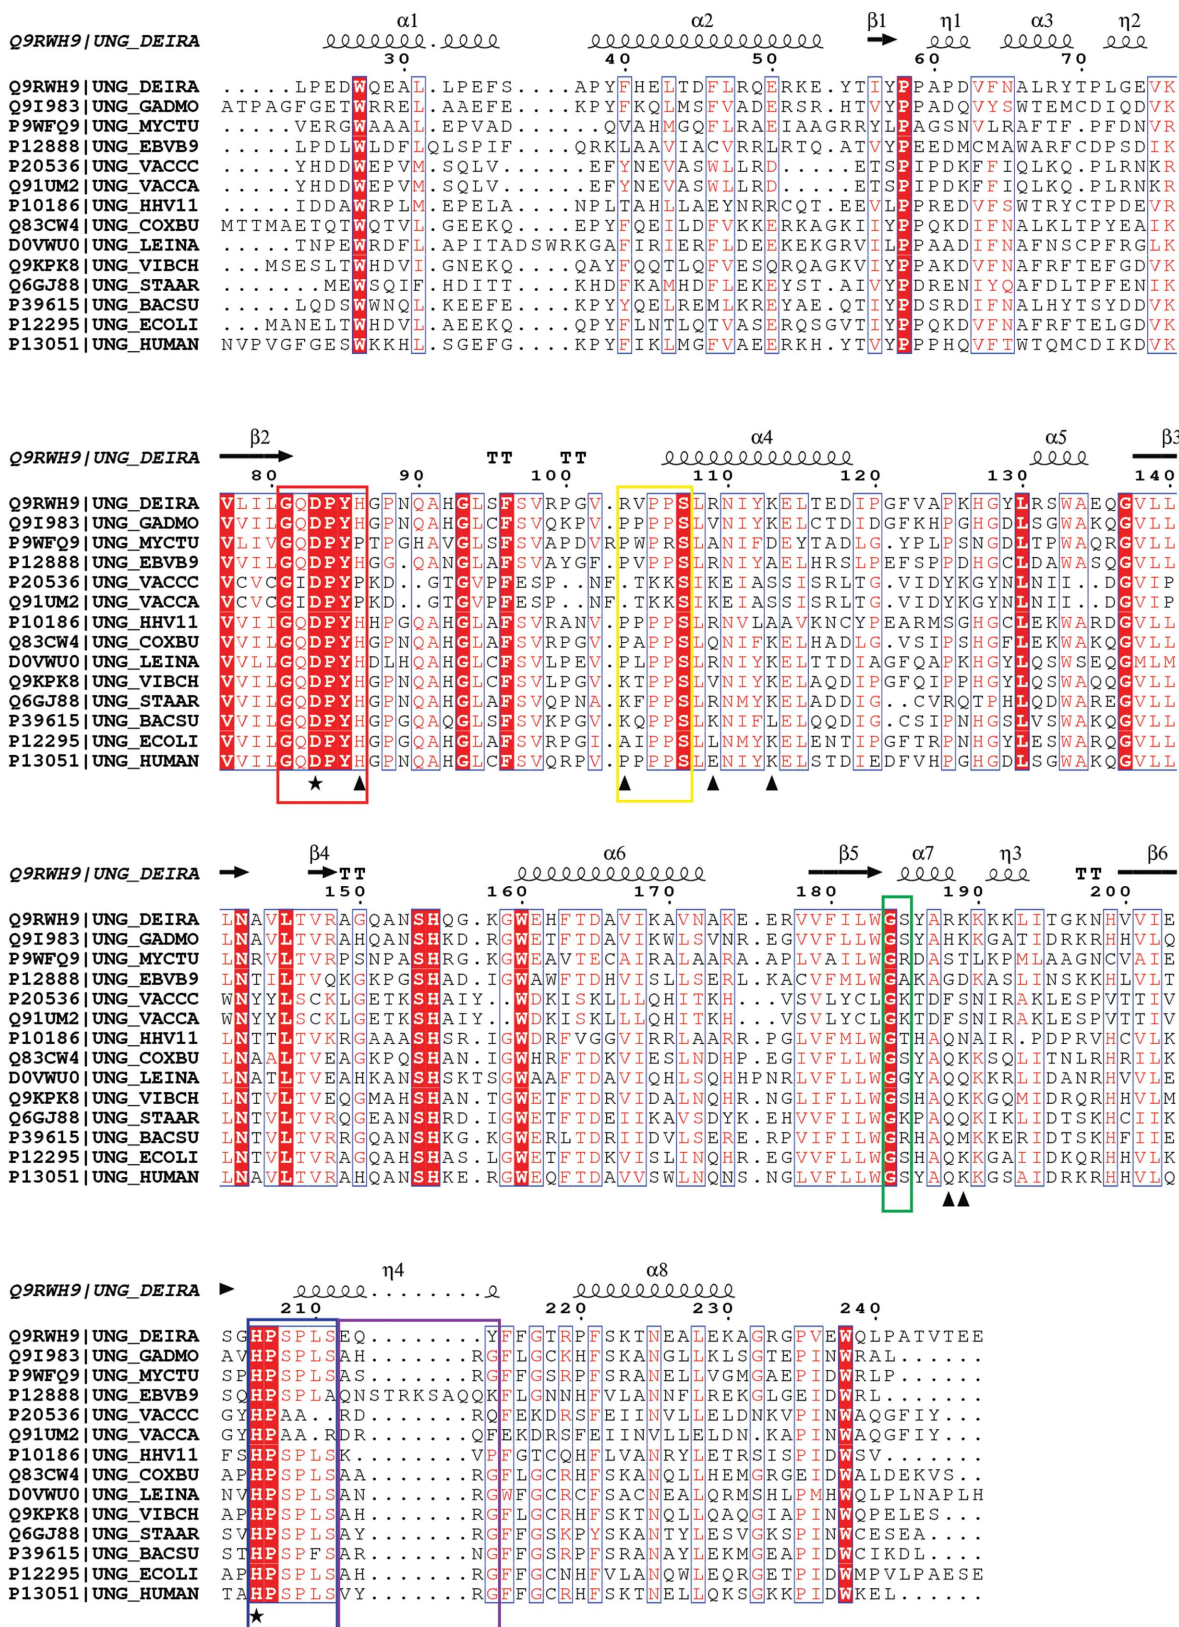 α1 α2 β1 η1 α3 η2
Q9RWH9|UNG_DEIRA
30 40 50 60 70
Q9RWH9|UNG_DEIRA .....LPEDWQEAL.LPEFS....APYFHELTDFLRQERKE.YTIYPPAPDVFNALRYTPLGEVK
Q9I983|UNG_GADMO ATPAGFGETWRREL.AAEFE....KPYFKQLMSFVADERSR.HTVYPPADQVYSWTEMCDIQDVK
P9WFQ9|UNG_MYCTU .....VERGWAAAL.EPVAD.....QVAHMGQFLRAEIAAGRRYLPAGSNVLRAFTF.PFDNVR
P12888|UNG_EBVB9 .....LPDLWLDFLQLSPIF....QRKLAAVIACVRRLRTQ.ATVYPEEDMCMAWARFCDPSDIK
P20536|UNG_VACCC .....YHDDWEPVM.SQLV.....EFYNEVASWLLRD.....ETSPIPDKFFIQLKQ.PLRNKR
Q91UM2|UNG_VACCA .....YHDDWEPVM.SQLV.....EFYNEVASWLLRD.....ETSPIPDKFFIQLKQ.PLRNKR
P10186|UNG_HHV11 .....IDDAWRPLM.EPELA....NPLTAHLLAEYNRRCQT.EEVLPPREDVFSWTRYCTPDEVR
Q83CW4|UNG_COXBU MTTMAETQTWQTVL.GEEKQ....EPYFQEILDFVKKERKAGKIIYPPQKDIFNALKLTPYEAIK
D0VWU0|UNG_LEINA .....TNPEWRDFL.APITADSWRKGAFIRIERFLDEEKEKGRVILPPAADIFNAFNSCPFRGLK
Q9KPK8|UNG_VIBCH ...MSESLTWHDVI.GNEKQ....QAYFQQTLQFVESQRQAGKVIYPPAKDVFNAFRFTEFGDVK
Q6GJ88|UNG_STAAR .......MEWSQIF.HDITT....KHDFKAMHDFLEKEYST.AIVYPDRENIYQAFDLTPFENIK
P39615|UNG_BACSU .....LQDSWWNQL.KEEFE....KPYYQELREMLKREYAE.QTIYPDSRDIFNALHYTSYDDVK
P12295|UNG_ECOLI ...MANELTWHDVL.AEEKQ....QPYFLNTLQTVASERQSGVTIYPPQKDVFNAFRFTELGDVK
P13051|UNG_HUMAN NVPVGFGESWKKHL.SGEFG....KPYFIKLMGFVAEERKH.YTVYPPPHQVFTWTQMCDIKDVK
β2 α4 α5 β3
Q9RWH9|UNG_DEIRA TT TT
80 90 100 110 120 130 140
Q9RWH9|UNG_DEIRA VLILGQDPYHGPNQAHGLSFSVRPGV.RVPPSLRNIYKELTEDIPGFVAPKHGYLRSWAEQGVLL
Q9I983|UNG_GADMO VVILGQDPYHGPNQAHGLCFSVQKPV.PPPPSLVNIYKELCTDIDGFKHPGHGDLSGWAKQGVLL
P9WFQ9|UNG_MYCTU VLIVGQDPYPTPGHAVGLSFSVAPDVRPWPRSLANIFDEYTADLG.YPLPSNGDLTPWAQRGVLL
P12888|UNG_EBVB9 VVILGQDPYHGG.QANGLAFSVAYGF.PVPPSLRNIYAELHRSLPEFSPPDHGCLDAWASQGVLL
P20536|UNG_VACCC VCVCGIDPYPKD..GTGVPFESP..NF.TKKSIKEIASSISRLTG.VIDYKGYNLNII..DGVIP
Q91UM2|UNG_VACCA VCVCGIDPYPKD..GTGVPFESP..NF.TKKSIKEIASSISRLTG.VIDYKGYNLNII..DGVIP
P10186|UNG_HHV11 VVIIGQDPYHHPGQAHGLAFSVRANV.PPPPSLRNVLAAVKNCYPEARMSGHGCLEKWARDGVLL
Q83CW4|UNG_COXBU VVILGQDPYHGPNQAHGLAFSVRPGV.PAPPSLQNIFKELHADLG.VSIPSHGFLEKWAKQGVLL
D0VWU0|UNG_LEINA VVLLGQDPYHDLHQAHGLCFSVLPEV.PLPPSLRNIYKELTTDIAGFQAPKHGYLQSWSEQGMLM
Q9KPK8|UNG_VIBCH VVILGQDPYHGPNQAHGLCFSVLPGV.KTPPSLVNIYKELAQDIPGFQIPPHGYLQSWAQQGVLL
Q6GJ88|UNG_STAAR VVILGQDPYHGPNQAHGLAFSVQPNA.KFPPSLRNMYKELADDIG.CVRQTPHLQDWAREGVLL
P39615|UNG_BACSU VVILGQDPYHGPGQAQGLSFSVKPGV.KQPPSLKNIFLELQQDIG.CSIPNHGSLVSWAKQGVLL
P12295|UNG_ECOLI VVILGQDPYHGPGQAHGLAFSVRPGI.AIPPSLLNMYKELENTIPGFTRPNHGYLESWARQGVLL
P13051|UNG_HUMAN VVILGQDPYHGPNQAHGLCFSVQRPV.PPPPSLENIYKELSTDIEDFVHPGHGDLSGWAKQGVLL
β4 α6 β5 α7 η3 β6
Q9RWH9|UNG_DEIRA TT TT
150 160 170 180 190 200
Q9RWH9|UNG_DEIRA LNAVLTVRAGQANSHQG.KGWEHFTDAVIKAVNAKE.ERVVFILWGSYARKKKKLITGKNHVVIE
Q9I983|UNG_GADMO LNAVLTVRAHQANSHKD.RGWETFTDAVIKWLSVNR.EGVVFLLWGSYAHKKGATIDRKRHHVLQ
P9WFQ9|UNG_MYCTU LNRVLTVRPSNPASHRG.KGWEAVTECAIRALAARA.APLVAILWGRDASTLKPMLAAGNCVAIE
P12888|UNG_EBVB9 LNTILTVQKGKPGSHAD.IGWAWFTDHVISLLSERL.KACVFMLWGAKAGDKASLINSKKHLVLT
P20536|UNG_VACCC WNYYLSCKLGETKSHAIY..WDKISKLLLQHITKH...VSVLYCLGKTDFSNIRAKLESPVTTIV
Q91UM2|UNG_VACCA WNYYLSCKLGETKSHAIY..WDKISKLLLQHITKH...VSVLYCLGKTDFSNIRAKLESPVTTIV
P10186|UNG_HHV11 LNTTLTVKRGAAASHSR.IGWDRFVGGVIRRLAARR.PGLVFMLWGTHAQNAIR.PDPRVHCVLK
Q83CW4|UNG_COXBU LNAALTVEAGKPQSHAN.IGWHRFTDKVIESLNDHP.EGIVFLLWGSYAQKKSQLITNLRHRILK
D0VWU0|UNG_LEINA LNATLTVEAHKANSHSKTSGWAAFTDAVIQHLSQHHPNRLVFLLWGGYAQQKKRLIDANRHVVLE
Q9KPK8|UNG_VIBCH LNTVLTVEQGMAHSHAN.TGWETFTDRVIDALNQHR.DGVIFLLWGSHAQKKGQMIDRQRHHVLM
Q6GJ88|UNG_STAAR LNTVLTVRQGEANSHRD.IGWETFTDEIIKAVSDYK.EHVVFILWGKPAQQKIKLIDTSKHCIIK
P39615|UNG_BACSU LNTVLTVRRGQANSHKG.KGWERLTDRIIDVLSERE.RPVIFILWGRHAQMKKERIDTSKHFIIE
P12295|UNG_ECOLI LNTVLTVRAGQAHSHAS.LGWETFTDKVISLINQHR.EGVVFLLWGSHAQKKGAIIDKQRHHVLK
P13051|UNG_HUMAN LNAVLTVRAHQANSHKE.RGWEQFTDAVVSWLNQNS.NGLVFLLWGSYAQKKGSAIDRKRHHVLQ
η4 α8
Q9RWH9|UNG_DEIRA
210 220 230 240
Q9RWH9|UNG_DEIRA SGHPSPLSEQ........YFFGTRPFSKTNEALEKAGRGPVEWQLPATVTEE
Q9I983|UNG_GADMO AVHPSPLSAH........RGFLGCKHFSKANGLLKLSGTEPINWRAL......
P9WFQ9|UNG_MYCTU SPHPSPLSAS........RGFFGSRPFSRANELLVGMGAEPIDWRLP......
P12888|UNG_EBVB9 SQHPSPLAQNSTRKSAQQKFLGNNHFVLANNFLREKGLGEIDWRL.......
P20536|UNG_VACCC GYHPAA..RD........RQFEKDRSFEIINVLLELDNKVPINWAQGFIY...
Q91UM2|UNG_VACCA GYHPAA.RDR........QFEKDRSFEIINVLLELDN.KAPINWAQGFIY...
P10186|UNG_HHV11 FSHPSPLSK.........VPFGTCQHFLVANRYLETRSISPIDWSV.......
Q83CW4|UNG_COXBU APHPSPLSAA........RGFLGCRHFSKANQLLHEMGRGEIDWALDEKVS..
D0VWU0|UNG_LEINA NVHPSPLSAN........RGWFGCRCFSACNEALQRMSHLPMHWQLPLNAPLH
Q9KPK8|UNG_VIBCH APHPSPLSAH........RGFLGCRHFSKTNQLLQAQGIAPINWQPELES...
Q6GJ88|UNG_STAAR SVHPSPLSAY........RGFFGSKPYSKANTYLESVGKSPINWCESEA....
P39615|UNG_BACSU STHPSPFSAR........NGFFGSRPFSRANAYLEKMGEAPIDWCIKDL....
P12295|UNG_ECOLI APHPSPLSAH........RGFFGCNHFVLANQWLEQRGETPIDWMPVLPAESE
P13051|UNG_HUMAN TAHPSPLSVY........RGFFGCRHFSKTNELLQKSGKKPIDWKEL......